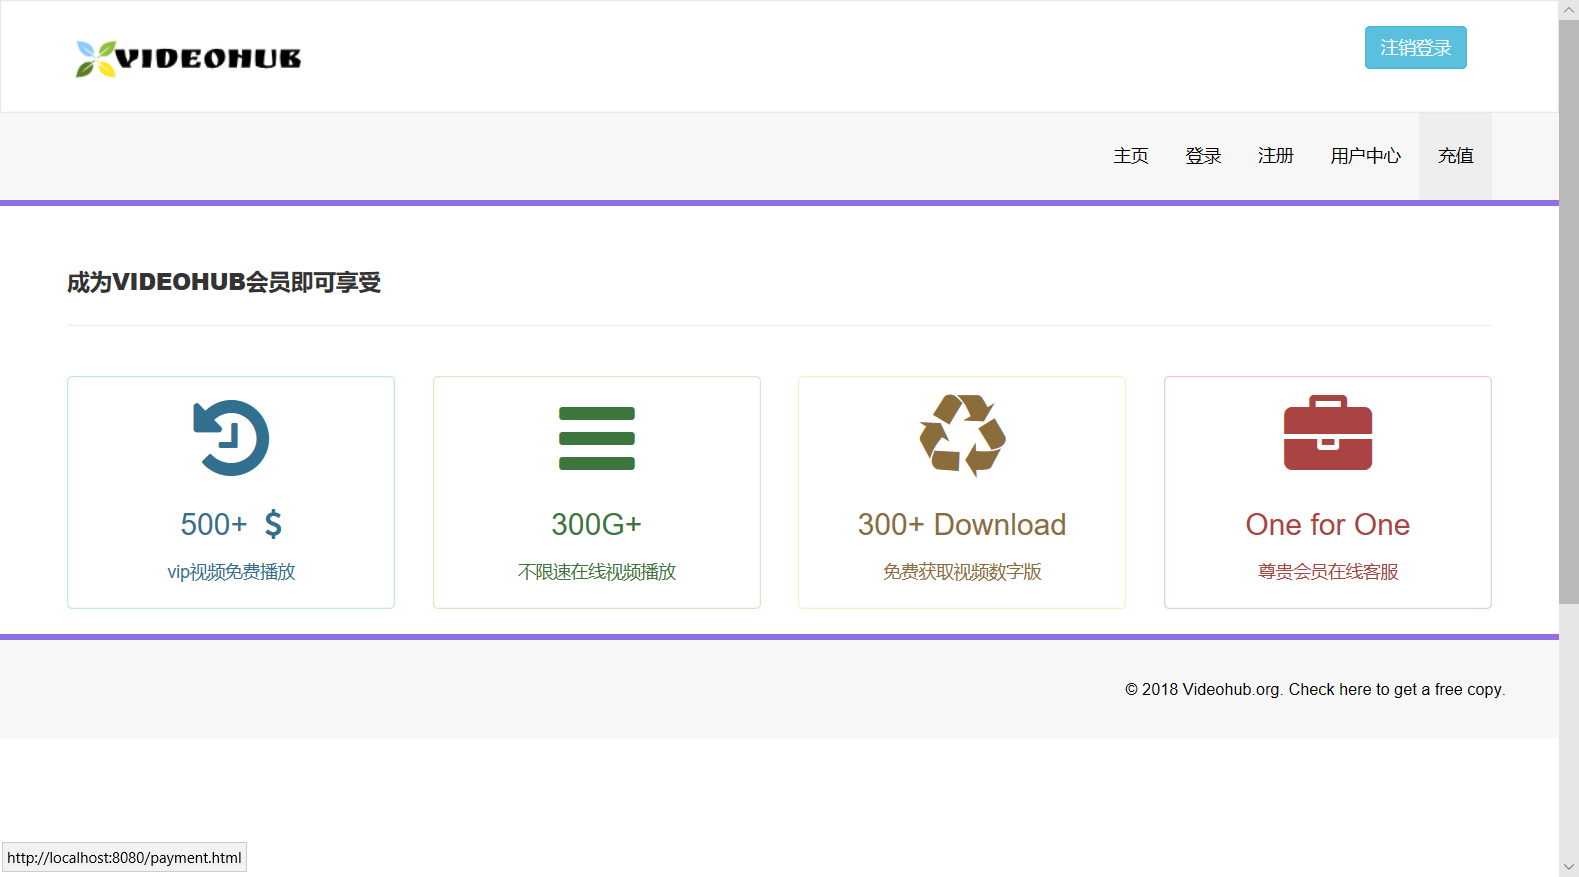 VIDEOHUB
注销登录
主页 登录 注册 用户中心 充值
成为VIDEOHUB会员即可享受
500+ $
vip视频免费播放
300G+
不限速在线视频播放
300+ Download
免费获取视频数字版
One for One
尊贵会员在线客服
© 2018 Videohub.org. Check here to get a free copy.
http://localhost:8080/payment.html